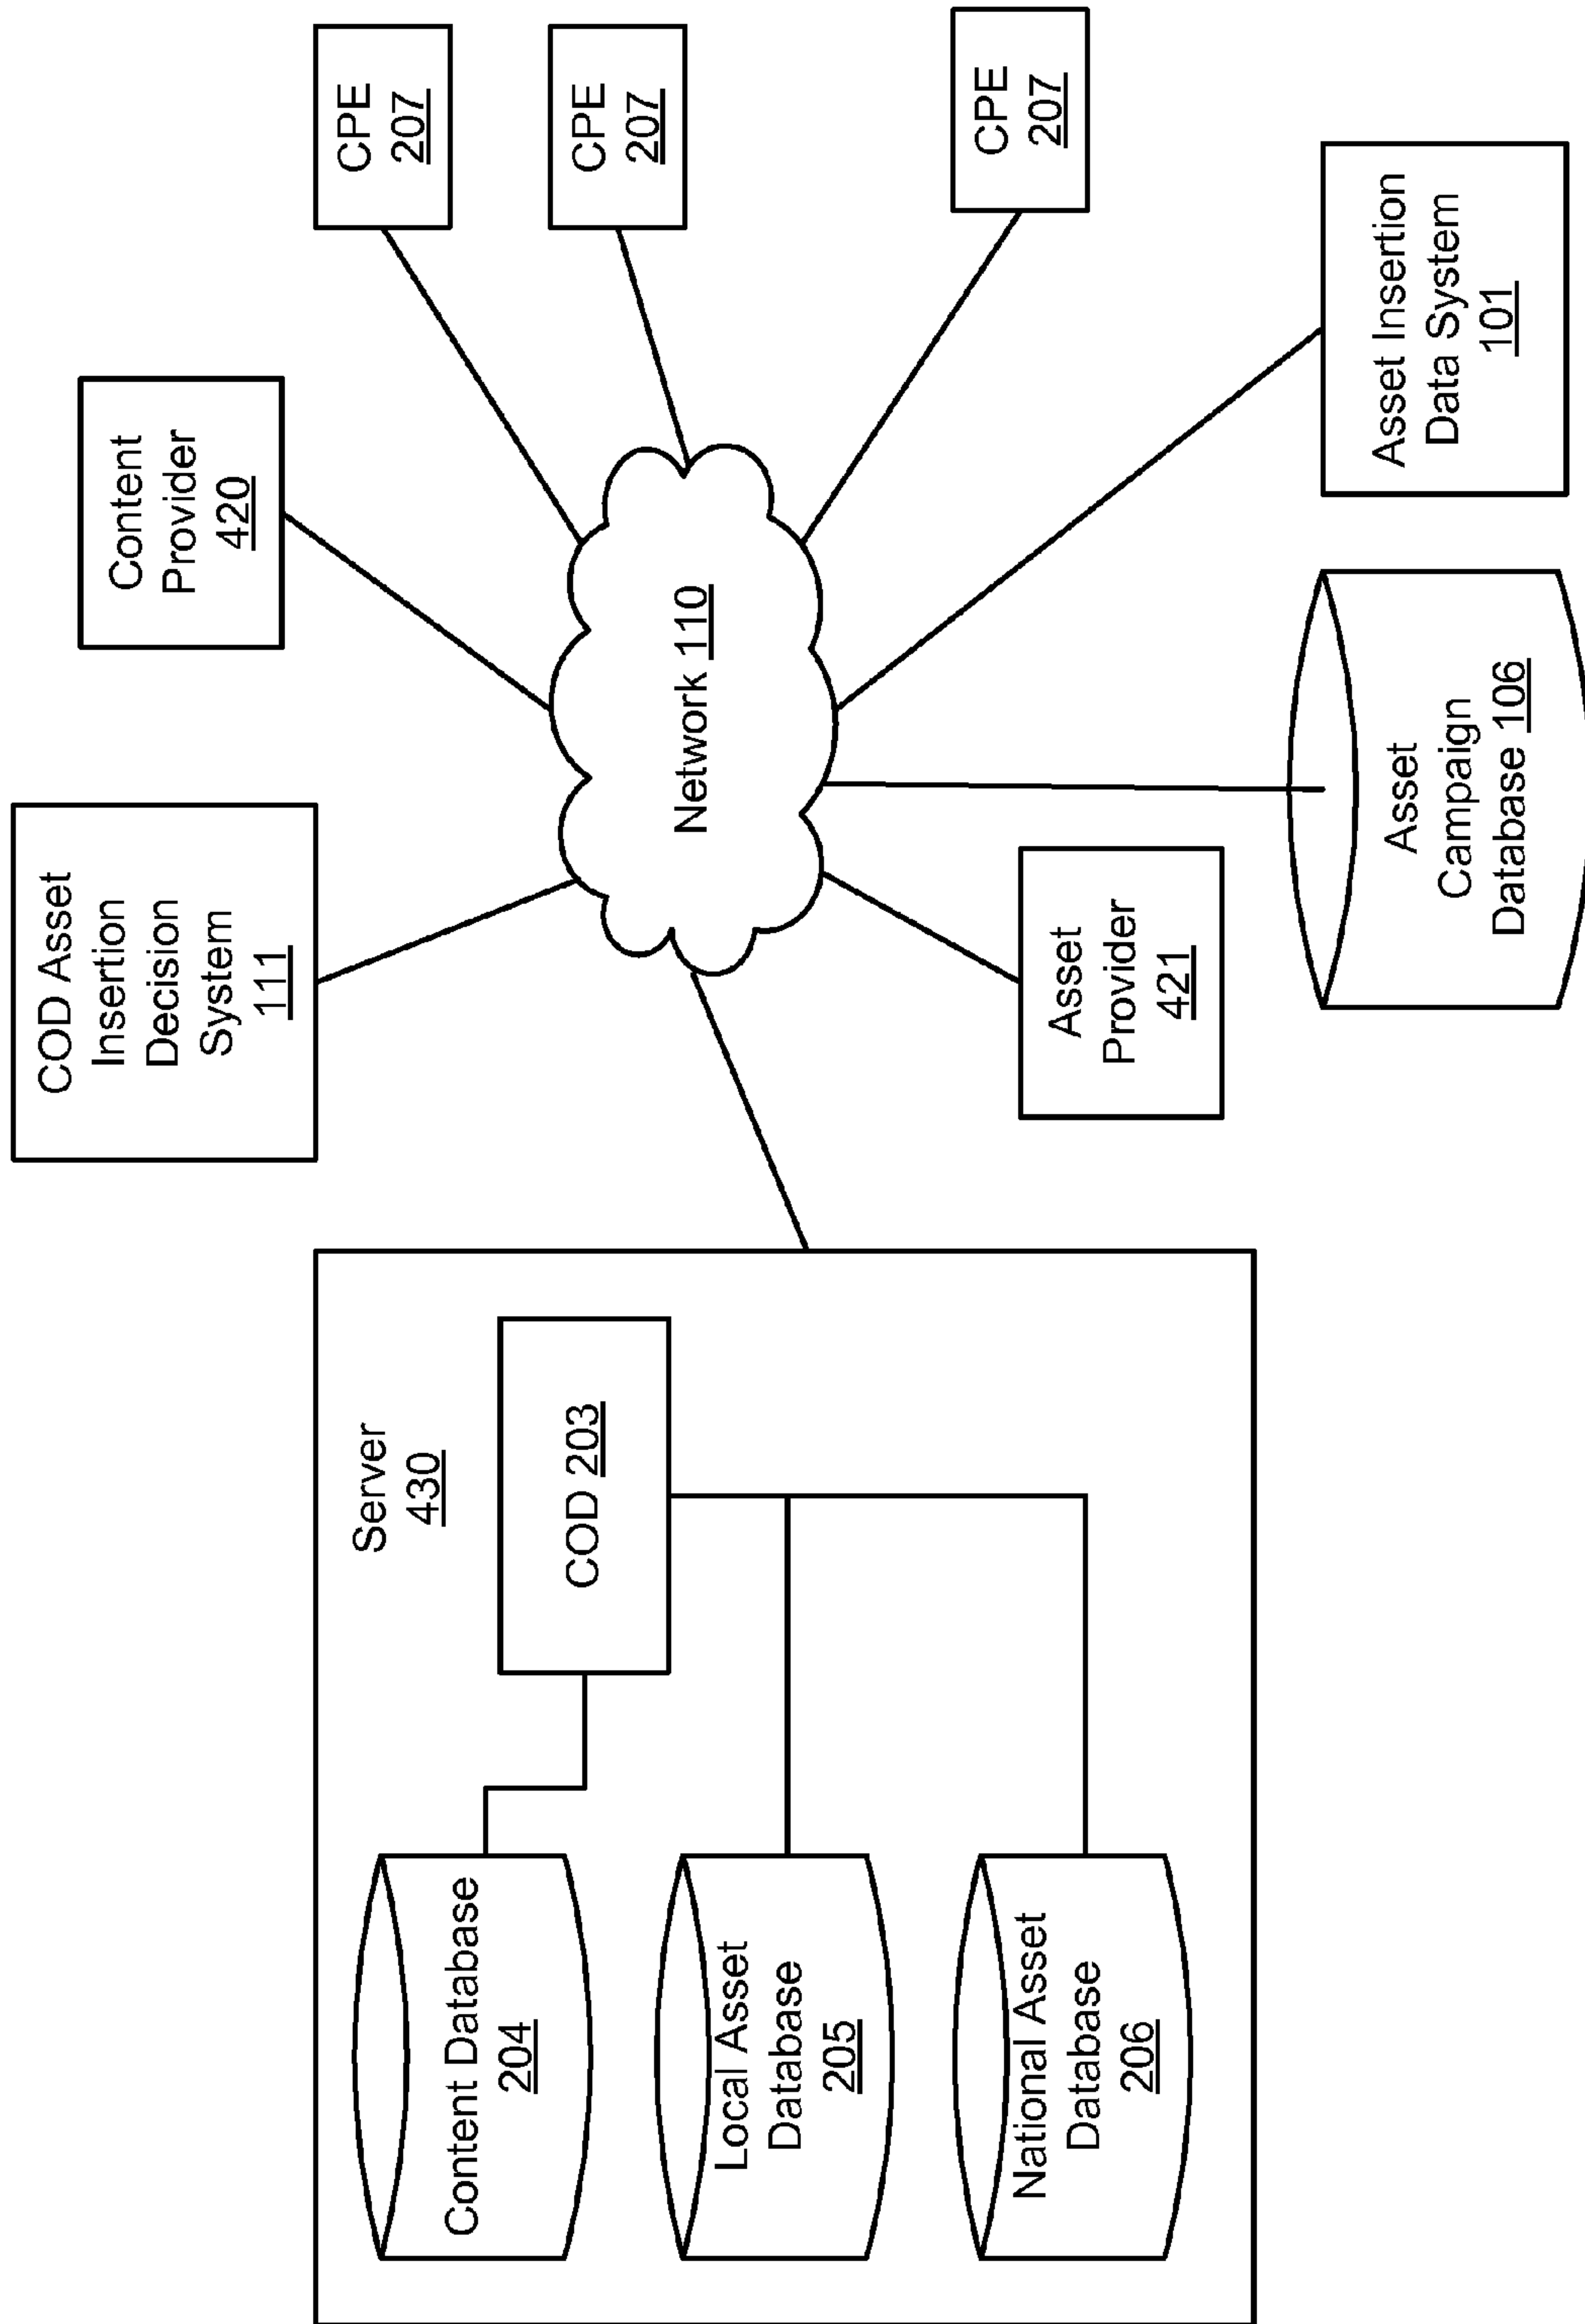 COD Asset
Insertion
Decision
System
111
Content
Provider
420
CPE
207
CPE
207
CPE
207
Network 110
Server
430
COD 203
Content Database
204
Local Asset
Database
205
National Asset
Database
206
Asset
Provider
421
Asset
Campaign
Database 106
Asset Insertion
Data System
101